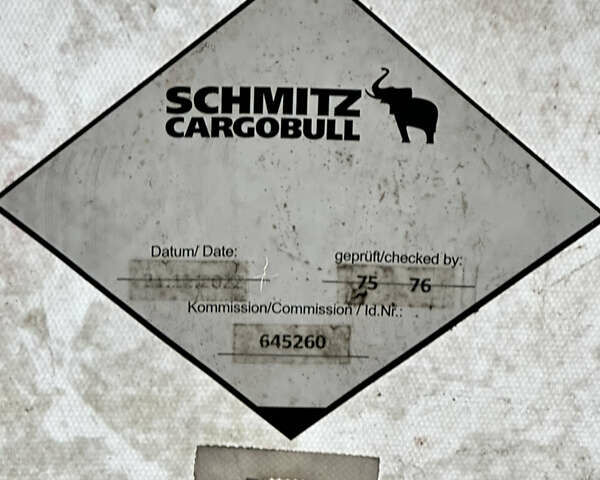 SCHMITZ
CARGOBULL
Datum/ Date:
geprüft/checked by:
75 76
Kommission/Commission / Id.Nr.:
645260